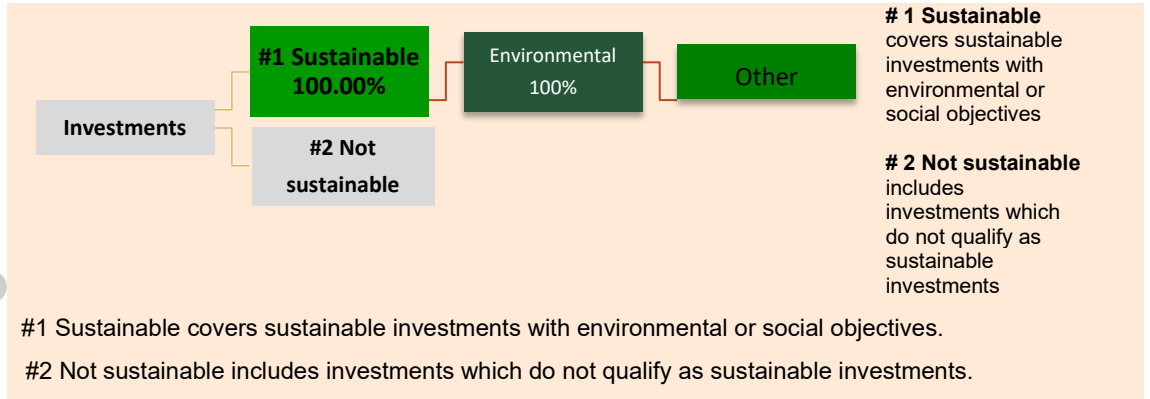 Investments
#1 Sustainable
100.00%
#2 Not
sustainable
Environmental
100%
Other
# 1 Sustainable
covers sustainable
investments with
environmental or
social objectives
# 2 Not sustainable
includes
investments which
do not qualify as
sustainable
investments
#1 Sustainable covers sustainable investments with environmental or social objectives.
#2 Not sustainable includes investments which do not qualify as sustainable investments.